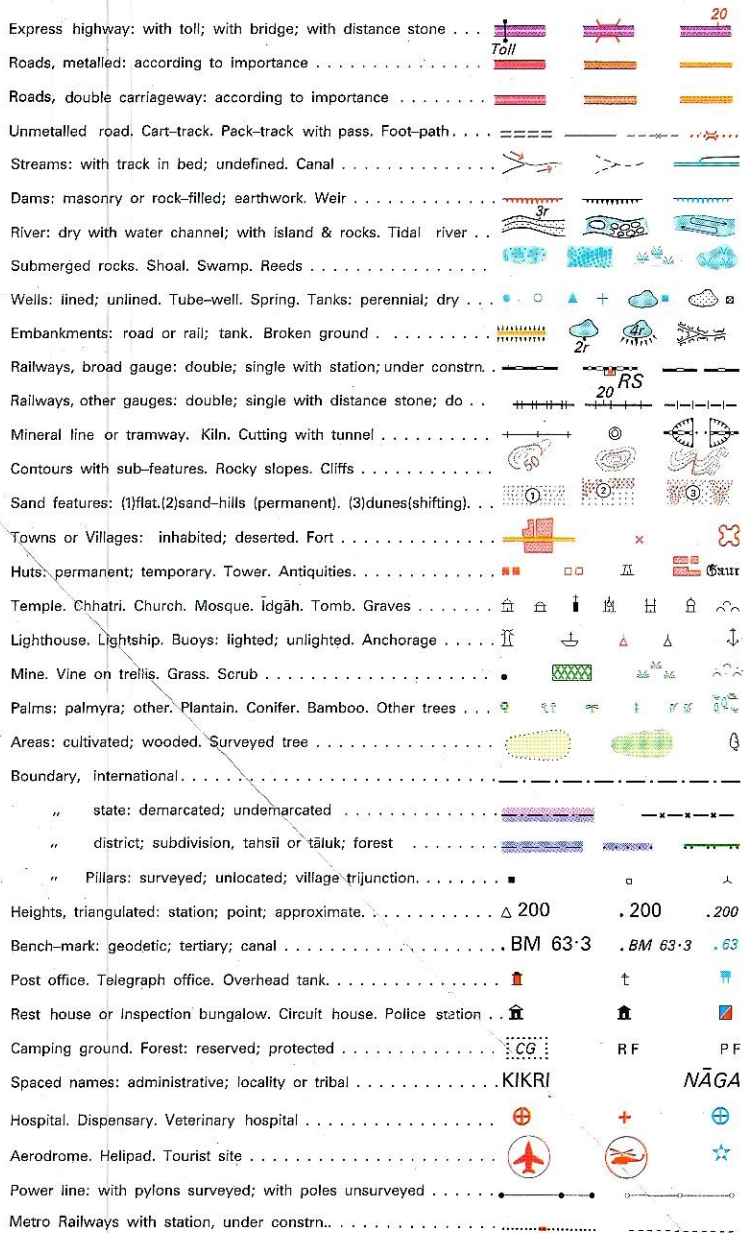 20
Express highway: with toll; with bridge; with distance stone . . .
Toll
Roads, metalled: according to importance . . . . . . . . . . . . . . . .
Roads, double carriageway: according to importance . . . . . . . .
Unmetalled road. Cart–track. Pack–track with pass. Foot–path. . . .
Streams: with track in bed; undefined. Canal . . . . . . . . . . . . . .
Dams: masonry or rock–filled; earthwork. Weir . . . . . . . . . . . .
3r
River: dry with water channel; with island & rocks. Tidal river . .
Submerged rocks. Shoal. Swamp. Reeds . . . . . . . . . . . . . . . .
Wells: lined; unlined. Tube–well. Spring. Tanks: perennial; dry . . .
Embankments: road or rail; tank. Broken ground . . . . . . . . . . 2r 4r
Railways, broad gauge: double; single with station; under constrn. . RS
Railways, other gauges: double; single with distance stone; do . . 20
Mineral line or tramway. Kiln. Cutting with tunnel . . . . . . . . . .
Contours with sub–features. Rocky slopes. Cliffs . . . . . . . . . . . . 50
Sand features: (1)flat.(2)sand–hills (permanent). (3)dunes(shifting). . . 1 2 3
Towns or Villages: inhabited; deserted. Fort . . . . . . . . . . . . . .
Huts: permanent; temporary. Tower. Antiquities. . . . . . . . . . . . . Gaur
Temple. Chhatri. Church. Mosque. Īdgāh. Tomb. Graves . . . . . .
Lighthouse. Lightship. Buoys: lighted; unlighted. Anchorage . . . .
Mine. Vine on trellis. Grass. Scrub . . . . . . . . . . . . . . . . . . . .
Palms: palmyra; other. Plantain. Conifer. Bamboo. Other trees . . .
Areas: cultivated; wooded. Surveyed tree . . . . . . . . . . . . . . . .
Boundary, international. . . . . . . . . . . . . . . . . . . . . . . . . . . .
„ state: demarcated; undemarcated . . . . . . . . . . . . .
„ district; subdivision, tahsīl or tāluk; forest . . . . . . . . .
„ Pillars: surveyed; unlocated; village trijunction. . . . . . . .
Heights, triangulated: station; point; approximate. . . . . . . . . . . . 200 .200 .200
Bench–mark: geodetic; tertiary; canal . . . . . . . . . . . . . . . . . . . .BM 63·3 .BM 63·3 .63
Post office. Telegraph office. Overhead tank. . . . . . . . . . . . . . .
Rest house or Inspection bungalow. Circuit house. Police station . .
Camping ground. Forest: reserved; protected . . . . . . . . . . . . . . CG RF PF
Spaced names: administrative; locality or tribal . . . . . . . . . . . . KIKRI NĀGA
Hospital. Dispensary. Veterinary hospital . . . . . . . . . . . . . . . .
Aerodrome. Helipad. Tourist site . . . . . . . . . . . . . . . . . . . . . .
Power line: with pylons surveyed; with poles unsurveyed . . . . . .
Metro Railways with station, under constrn.. . . . . . . . . . . . . . .